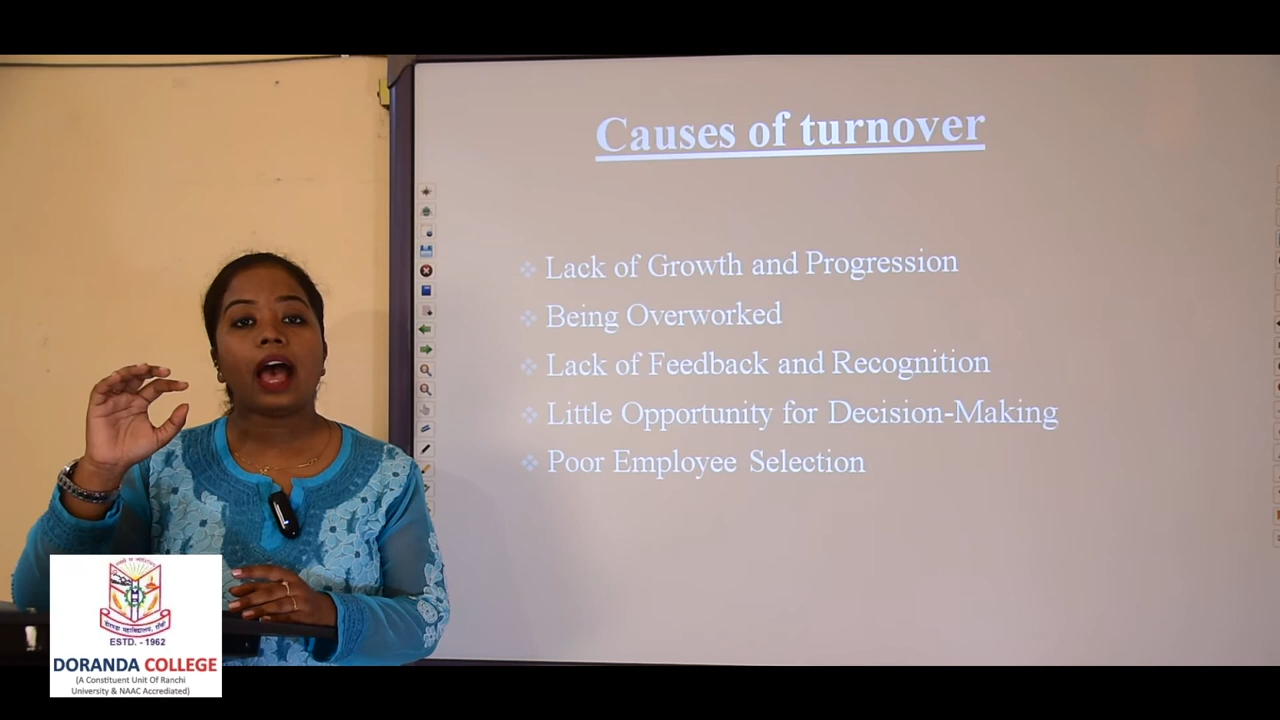 Causes of turnover
Lack of Growth and Progression
Being Overworked
Lack of Feedback and Recognition
Little Opportunity for Decision-Making
Poor Employee Selection
ESTD. - 1962
DORANDA COLLEGE
(A Constituent Unit Of Ranchi
University & NAAC Accredited)